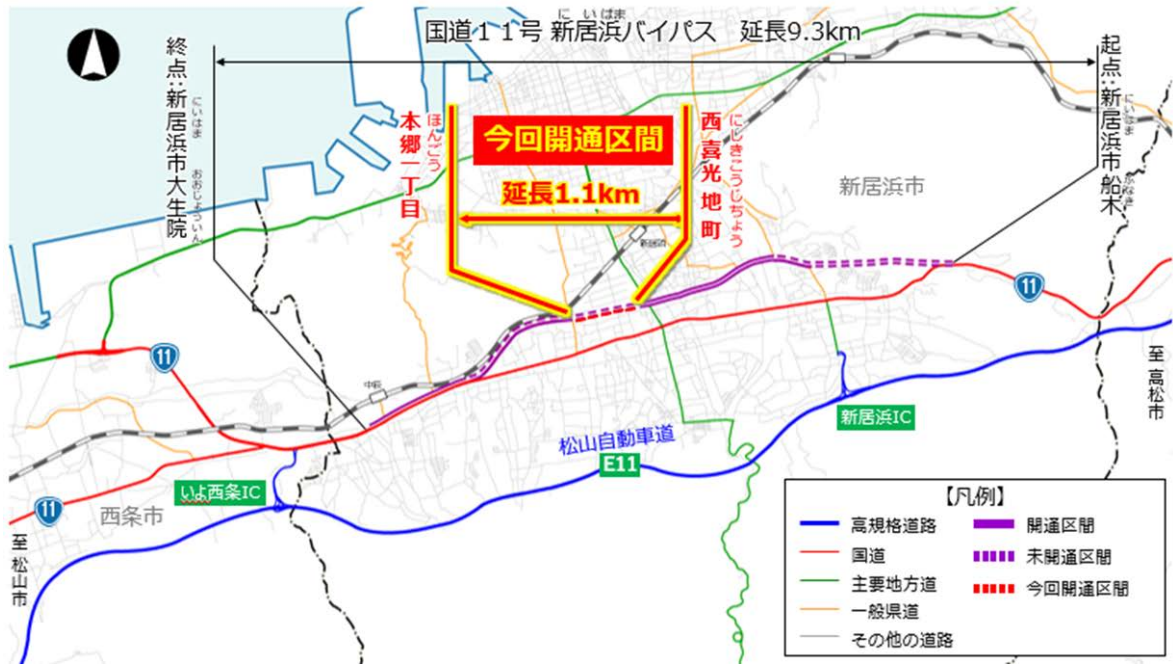 国道11号 新居浜バイパス 延長9.3km
に い はま
終点:新居浜市大生院
にいはま おおじょういん
起点:新居浜市船木
にいはま ふなき
本郷一丁目
ほんごう
今回開通区間
延長1.1km
西喜光地町
にしきこうじちょう
新居浜市
新居浜
中萩
11
11
11
新居浜IC
松山自動車道
E11
いよ西条IC
西条市
至 松山市
至 高松市
【凡例】
高規格道路
国道
主要地方道
一般県道
その他の道路
開通区間
未開通区間
今回開通区間